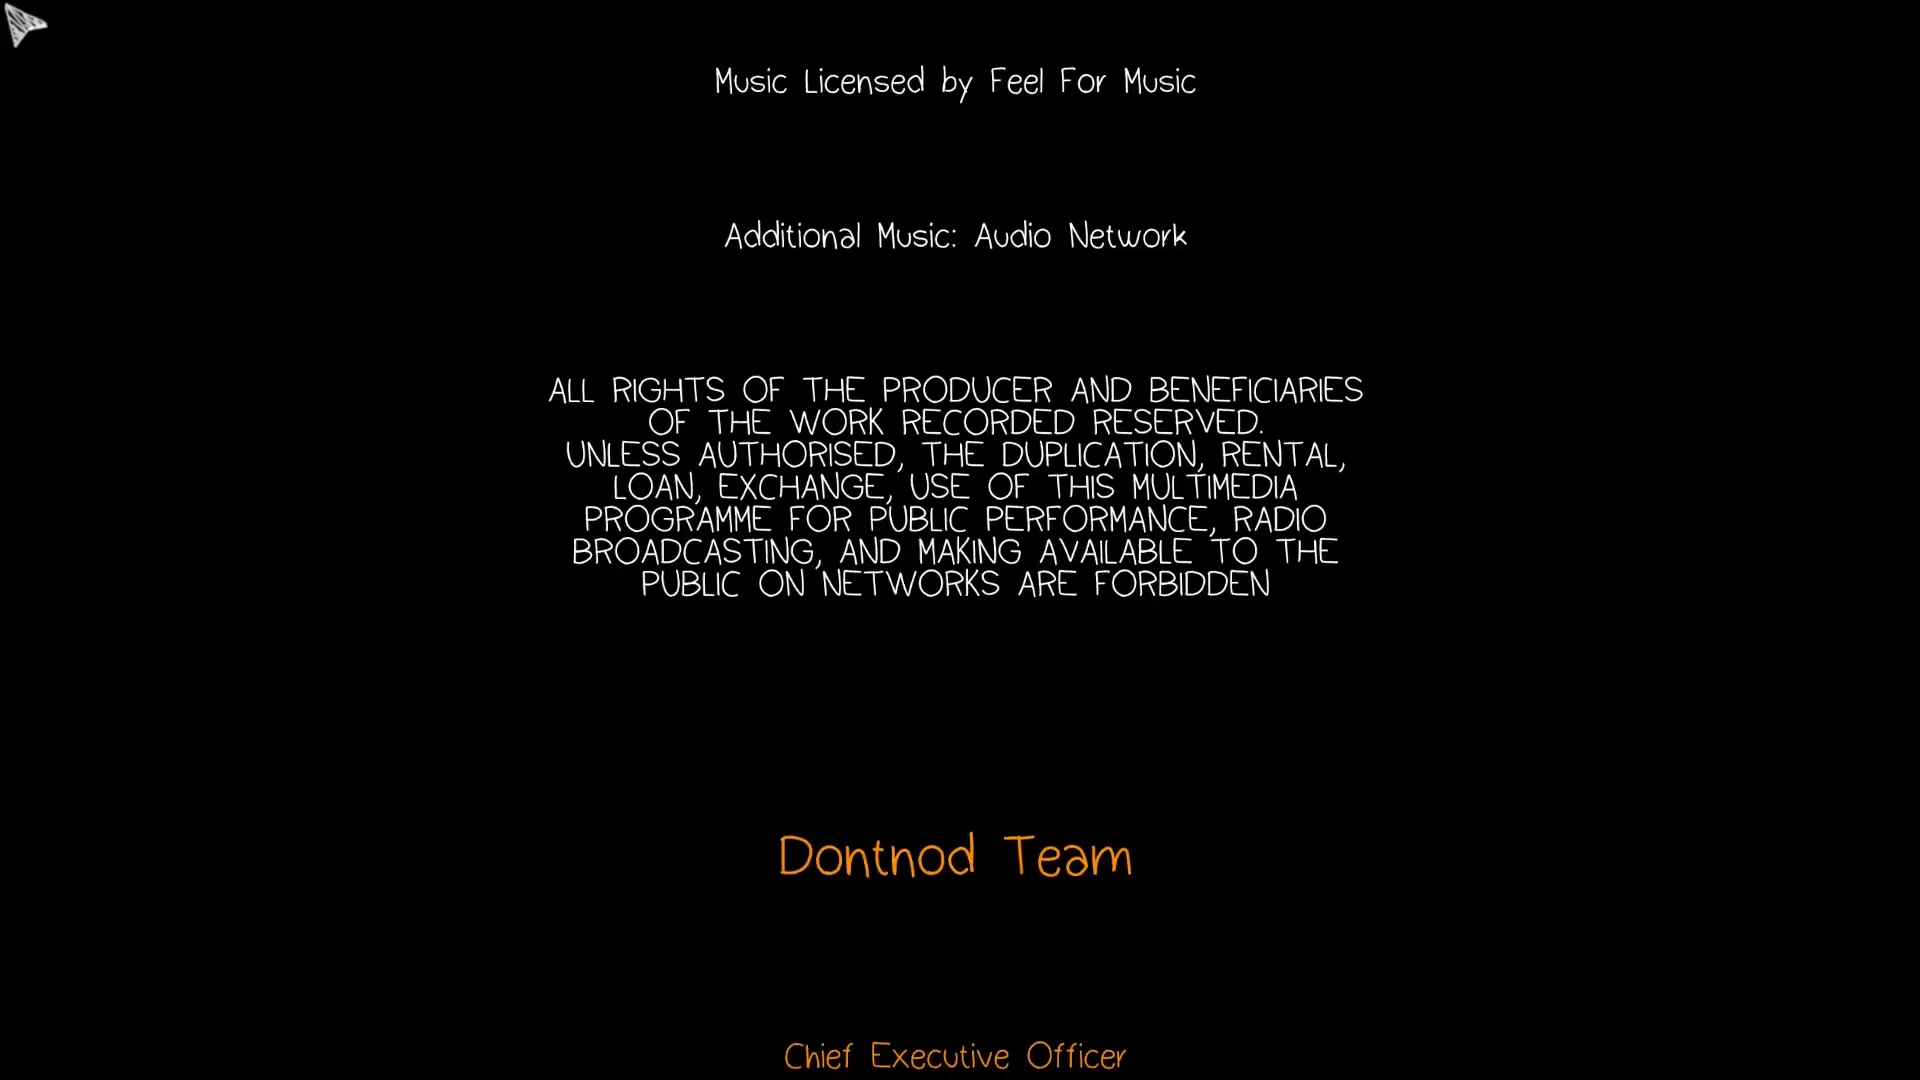 Music Licensed by Feel For Music
Additional Music: Audio Network
ALL RIGHTS OF THE PRODUCER AND BENEFICIARIES
OF THE WORK RECORDED RESERVED.
UNLESS AUTHORISED, THE DUPLICATION, RENTAL,
LOAN, EXCHANGE, USE OF THIS MULTIMEDIA
PROGRAMME FOR PUBLIC PERFORMANCE, RADIO
BROADCASTING, AND MAKING AVAILABLE TO THE
PUBLIC ON NETWORKS ARE FORBIDDEN
Dontnod Team
Chief Executive Officer